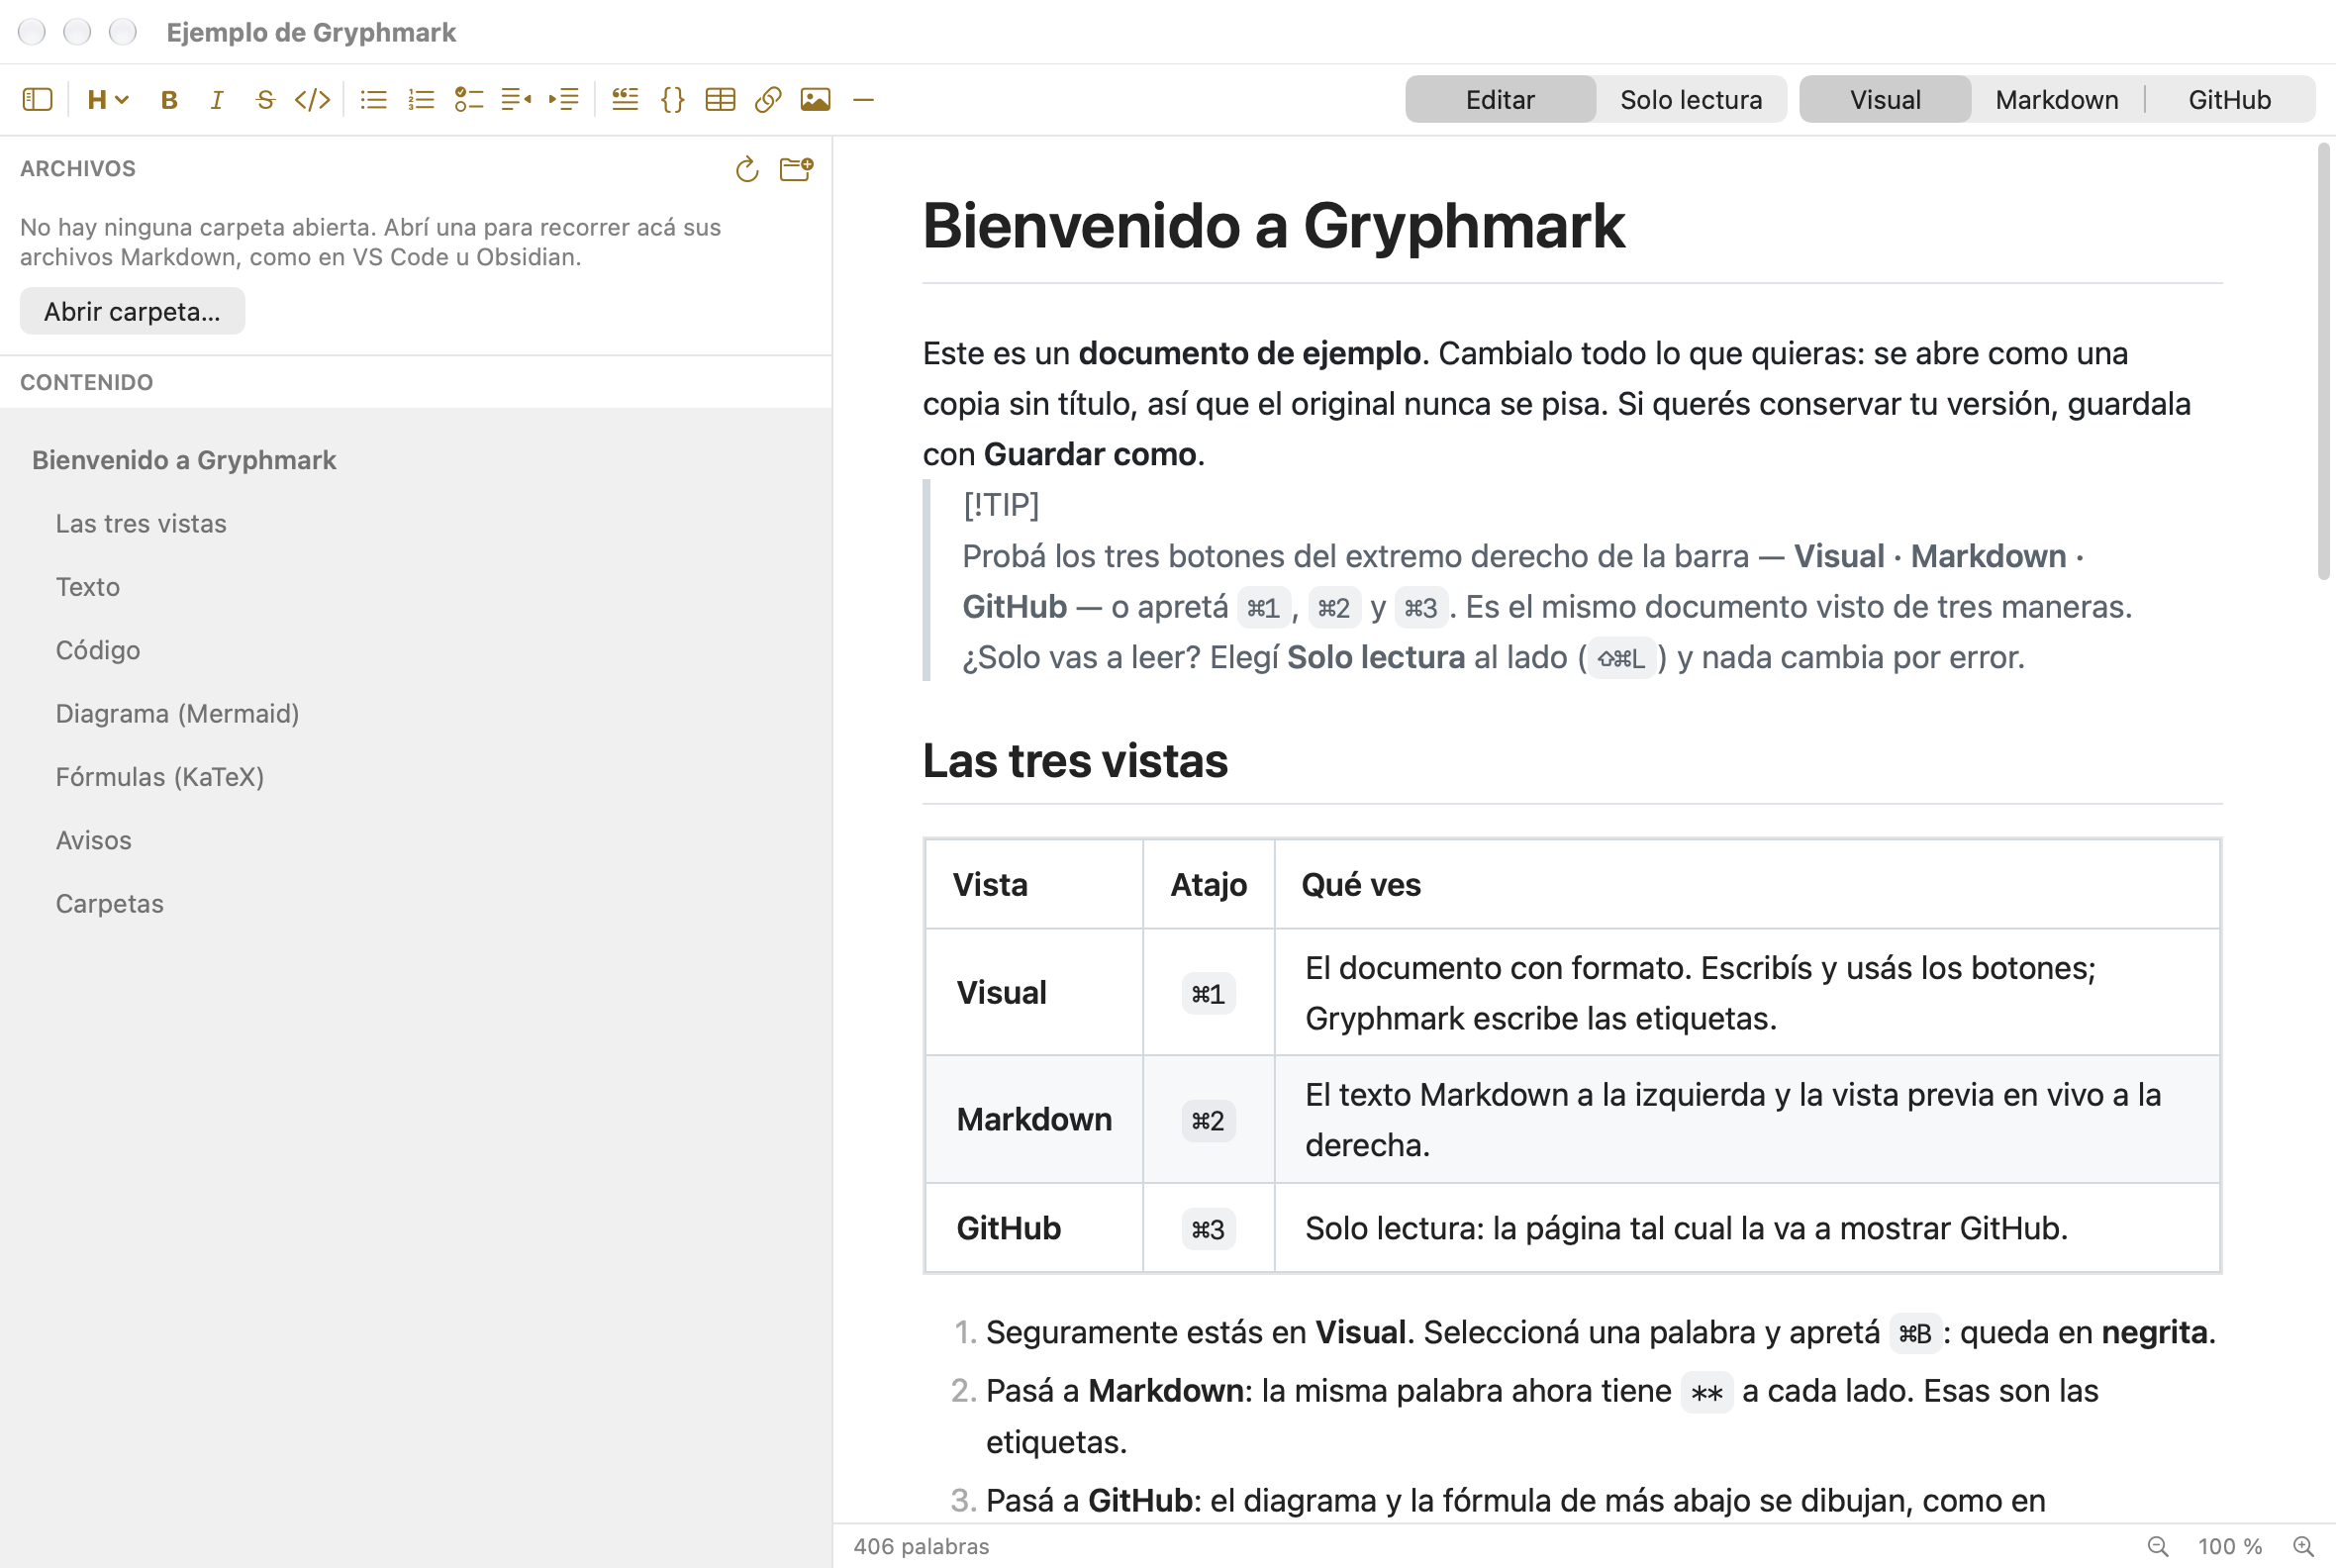 Ejemplo de Gryphmark
H B I S </> {}
Editar Solo lectura Visual Markdown GitHub
ARCHIVOS
No hay ninguna carpeta abierta. Abrí una para recorrer acá sus
archivos Markdown, como en VS Code u Obsidian.
Abrir carpeta...
CONTENIDO
Bienvenido a Gryphmark
Las tres vistas
Texto
Código
Diagrama (Mermaid)
Fórmulas (KaTeX)
Avisos
Carpetas
Bienvenido a Gryphmark
Este es un documento de ejemplo. Cambialo todo lo que quieras: se abre como una
copia sin título, así que el original nunca se pisa. Si querés conservar tu versión, guardala
con Guardar como.
[!TIP]
Probá los tres botones del extremo derecho de la barra — Visual · Markdown ·
GitHub — o apretá ⌘1, ⌘2 y ⌘3. Es el mismo documento visto de tres maneras.
¿Solo vas a leer? Elegí Solo lectura al lado (⇧⌘L) y nada cambia por error.
Las tres vistas
Vista Atajo Qué ves
Visual ⌘1 El documento con formato. Escribís y usás los botones;
Gryphmark escribe las etiquetas.
Markdown ⌘2 El texto Markdown a la izquierda y la vista previa en vivo a la
derecha.
GitHub ⌘3 Solo lectura: la página tal cual la va a mostrar GitHub.
1. Seguramente estás en Visual. Seleccioná una palabra y apretá ⌘B: queda en negrita.
2. Pasá a Markdown: la misma palabra ahora tiene ** a cada lado. Esas son las
etiquetas.
3. Pasá a GitHub: el diagrama y la fórmula de más abajo se dibujan, como en
406 palabras
100 %